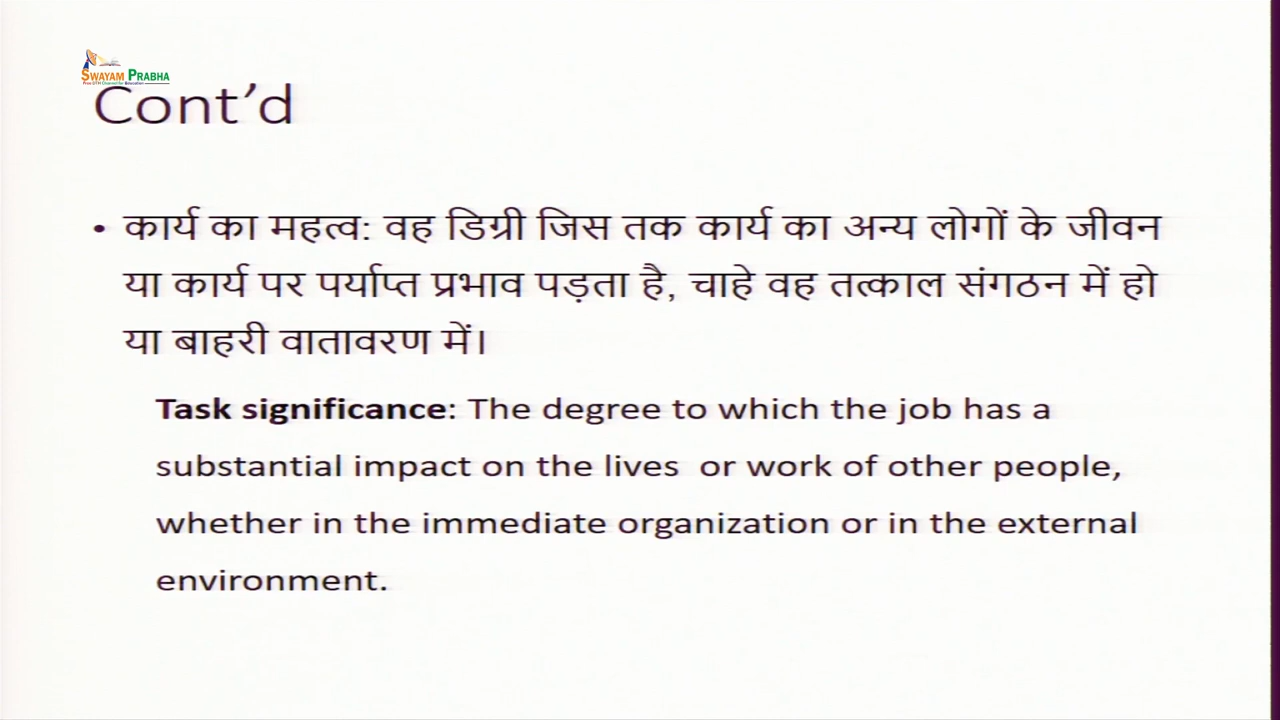 SWAYAM PRABHA
Cont’d
• कार्य का महत्व: वह डिग्री जिस तक कार्य का अन्य लोगों के जीवन
या कार्य पर पर्याप्त प्रभाव पड़ता है, चाहे वह तत्काल संगठन में हो
या बाहरी वातावरण में।
Task significance: The degree to which the job has a
substantial impact on the lives or work of other people,
whether in the immediate organization or in the external
environment.